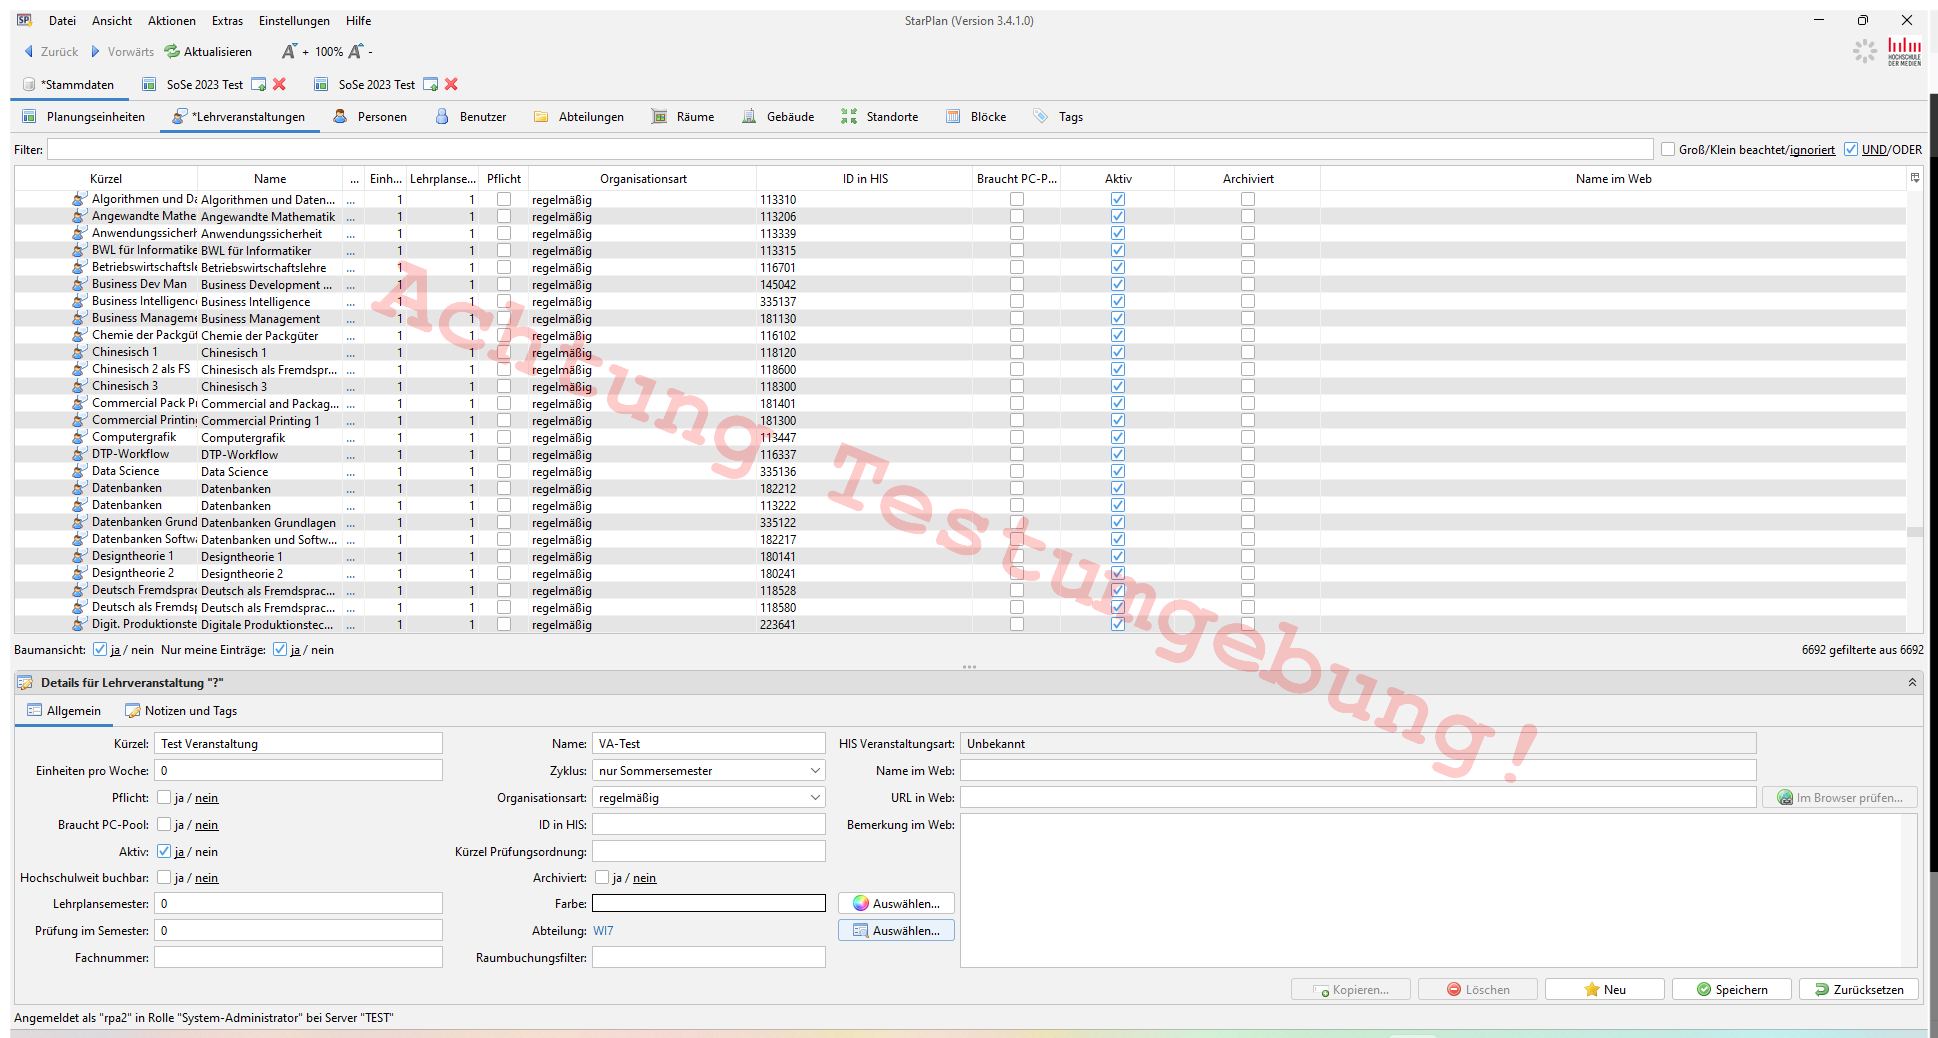 StarPlan (Version 3.4.1.0)
Datei Ansicht Aktionen Extras Einstellungen Hilfe
Zurück Vorwärts Aktualisieren A + 100% A -
HOCHSCHULE DER MEDIEN
*Stammdaten SoSe 2023 Test SoSe 2023 Test
Planungseinheiten *Lehrveranstaltungen Personen Benutzer Abteilungen Räume Gebäude Standorte Blöcke Tags
Filter: Groß/Klein beachtet/ignoriert UND/ODER
Kürzel Name ... Einh... Lehrplanse... Pflicht Organisationsart ID in HIS Braucht PC-P... Aktiv Archiviert Name im Web
Algorithmen und Da Algorithmen und Daten... ... 1 1 regelmäßig 113310
Angewandte Mathe Angewandte Mathematik ... 1 1 regelmäßig 113206
Anwendungssicherh Anwendungssicherheit ... 1 1 regelmäßig 113339
BWL für Informatike BWL für Informatiker ... 1 1 regelmäßig 113315
Betriebswirtschaftsle Betriebswirtschaftslehre ... 1 1 regelmäßig 116701
Business Dev Man Business Development ... ... 1 1 regelmäßig 145042
Business Intelligenc Business Intelligence ... 1 1 regelmäßig 335137
Business Manageme Business Management ... 1 1 regelmäßig 181130
Chemie der Packgüt Chemie der Packgüter ... 1 1 regelmäßig 116102
Chinesisch 1 Chinesisch 1 ... 1 1 regelmäßig 118120
Chinesisch 2 als FS Chinesisch als Fremdspr... ... 1 1 regelmäßig 118600
Chinesisch 3 Chinesisch 3 ... 1 1 regelmäßig 118300
Commercial Pack Pr Commercial and Packag... ... 1 1 regelmäßig 181401
Commercial Printing Commercial Printing 1 ... 1 1 regelmäßig 181300
Computergrafik Computergrafik ... 1 1 regelmäßig 113447
DTP-Workflow DTP-Workflow ... 1 1 regelmäßig 116337
Data Science Data Science ... 1 1 regelmäßig 335136
Datenbanken Datenbanken ... 1 1 regelmäßig 182212
Datenbanken Datenbanken ... 1 1 regelmäßig 113222
Datenbanken Grund Datenbanken Grundlagen ... 1 1 regelmäßig 335122
Datenbanken Softwa Datenbanken und Softw... ... 1 1 regelmäßig 182217
Designtheorie 1 Designtheorie 1 ... 1 1 regelmäßig 180141
Designtheorie 2 Designtheorie 2 ... 1 1 regelmäßig 180241
Deutsch Fremdsprac Deutsch als Fremdsprac... ... 1 1 regelmäßig 118528
Deutsch als Fremdsp Deutsch als Fremdsprac... ... 1 1 regelmäßig 118580
Digit. Produktionste Digitale Produktionstec... ... 1 1 regelmäßig 223641
Achtung Testumgebung!
Baumansicht: ja / nein Nur meine Einträge: ja / nein 6692 gefilterte aus 6692
Details für Lehrveranstaltung "?"
Allgemein Notizen und Tags
Kürzel: Test Veranstaltung Name: VA-Test HIS Veranstaltungsart: Unbekannt
Einheiten pro Woche: 0 Zyklus: nur Sommersemester Name im Web:
Pflicht: ja / nein Organisationsart: regelmäßig URL in Web: Im Browser prüfen...
Braucht PC-Pool: ja / nein ID in HIS: Bemerkung im Web:
Aktiv: ja / nein Kürzel Prüfungsordnung:
Hochschulweit buchbar: ja / nein Archiviert: ja / nein
Lehrplansemester: 0 Farbe: Auswählen...
Prüfung im Semester: 0 Abteilung: WI7 Auswählen...
Fachnummer: Raumbuchungsfilter:
Kopieren... Löschen Neu Speichern Zurücksetzen
Angemeldet als "rpa2" in Rolle "System-Administrator" bei Server "TEST"